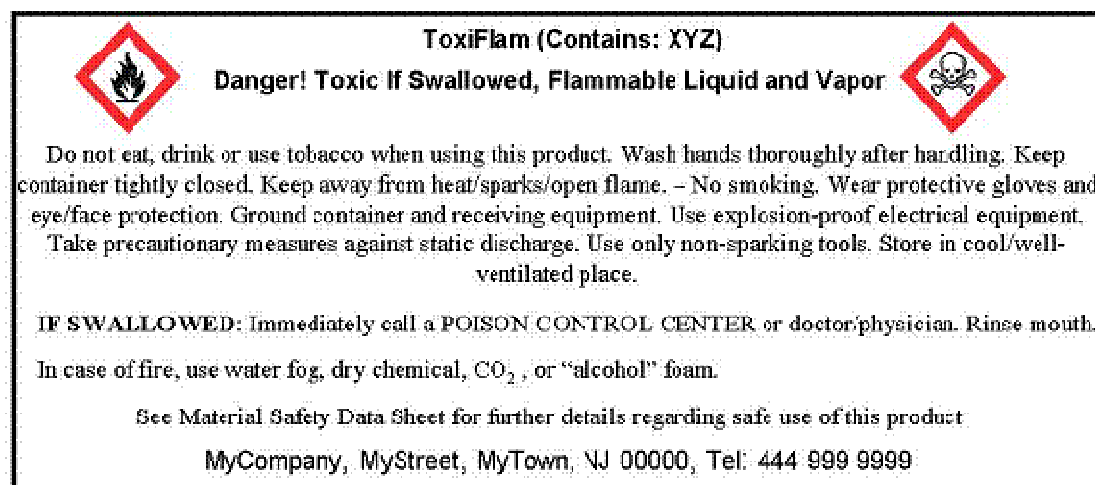 ToxiFlam (Contains: XYZ)
Danger! Toxic If Swallowed, Flammable Liquid and Vapor
Do not eat, drink or use tobacco when using this product. Wash hands thoroughly after handling. Keep
container tightly closed. Keep away from heat/sparks/open flame. – No smoking. Wear protective gloves and
eye/face protection. Ground container and receiving equipment. Use explosion-proof electrical equipment.
Take precautionary measures against static discharge. Use only non-sparking tools. Store in cool/well-
ventilated place.
IF SWALLOWED: Immediately call a POISON CONTROL CENTER or doctor/physician. Rinse mouth.
In case of fire, use water fog, dry chemical, CO₂ , or “alcohol” foam.
See Material Safety Data Sheet for further details regarding safe use of this product
MyCompany, MyStreet, MyTown, NJ 00000, Tel: 444 999 9999